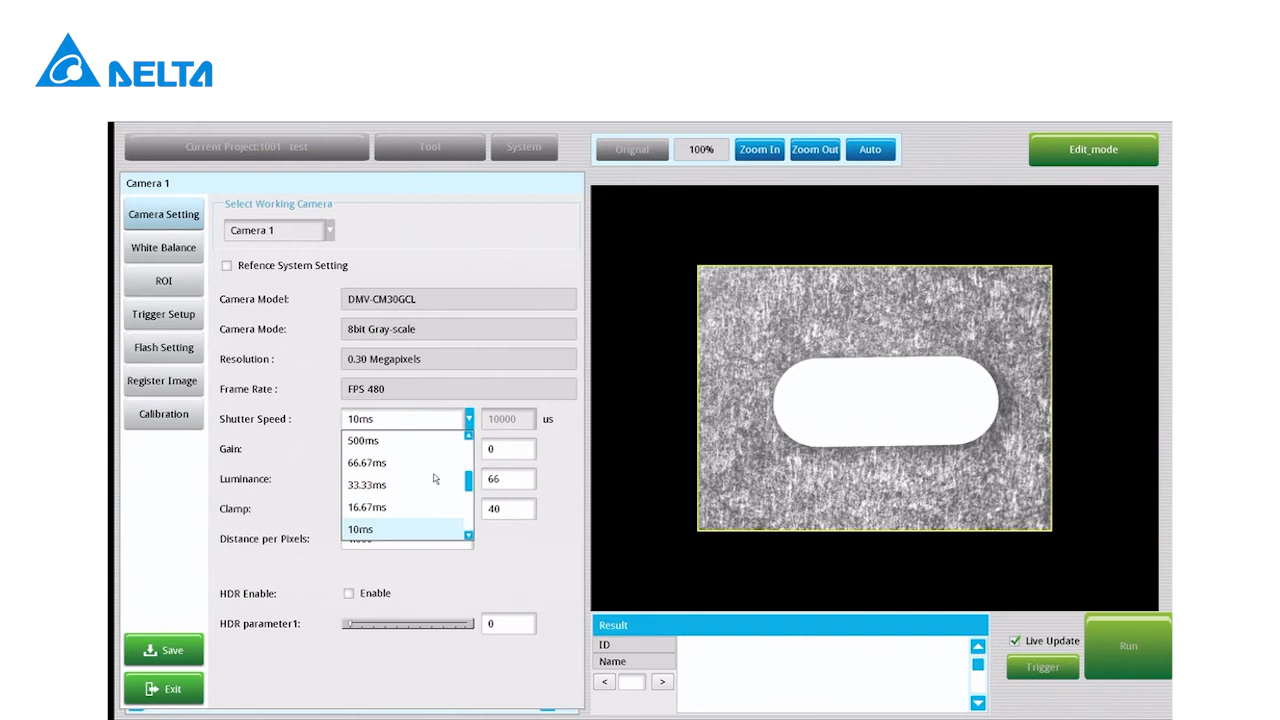 DELTA
Current Project:1001 test Tool System Orignal 100% Zoom In Zoom Out Auto Edit_mode
Camera 1
Select Working Camera
Camera Setting
Camera 1
White Balance
Refence System Setting
ROI
Camera Model: DMV-CM30GCL
Trigger Setup
Camera Mode: 8bit Gray-scale
Flash Setting
Resolution : 0.30 Megapixels
Register Image
Frame Rate : FPS 480
Calibration
Shutter Speed : 10ms 10000 us
500ms
Gain: 0
66.67ms
Luminance: 66
33.33ms
Clamp: 40
16.67ms
10ms
Distance per Pixels:
HDR Enable: Enable
HDR parameter1: 0
Save
Exit
Result
ID
Name
< >
Live Update
Trigger
Run